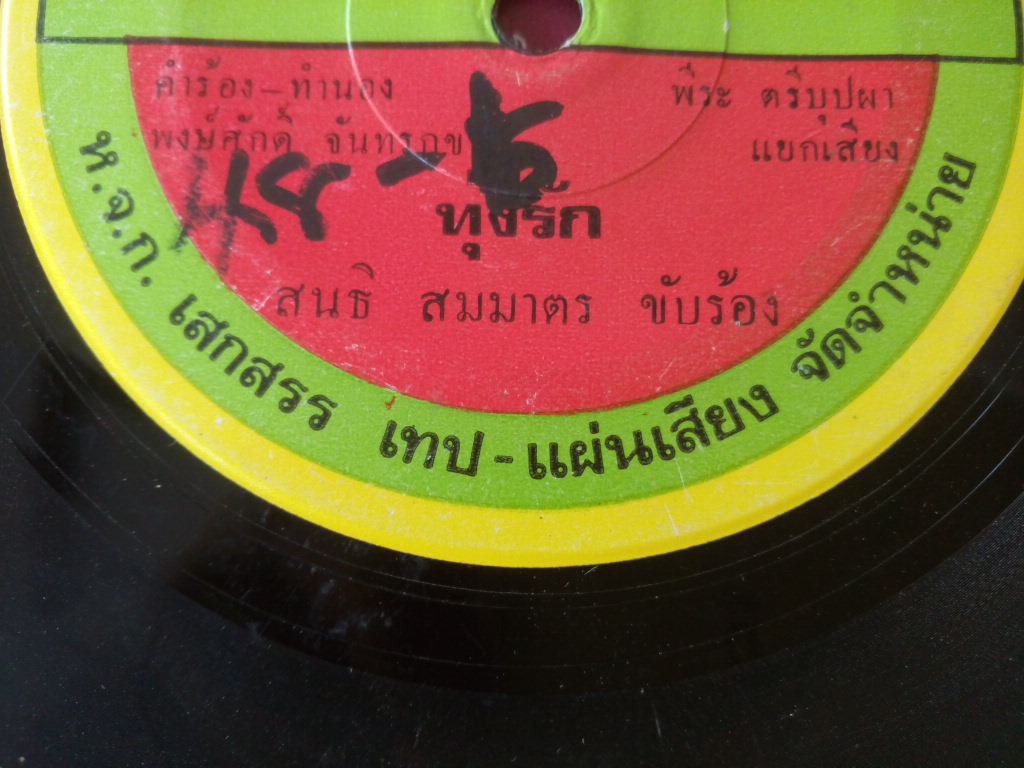 คำร้อง - ทำนอง
พงษ์ศักดิ์ จันทรุกขา
พีระ ตรีบุปผา
แยกเสียง
ทุ่งรัก
สนธิ สมมาตร ขับร้อง
ห.จ.ก. เสกสรร เทป - แผ่นเสียง จัดจำหน่าย